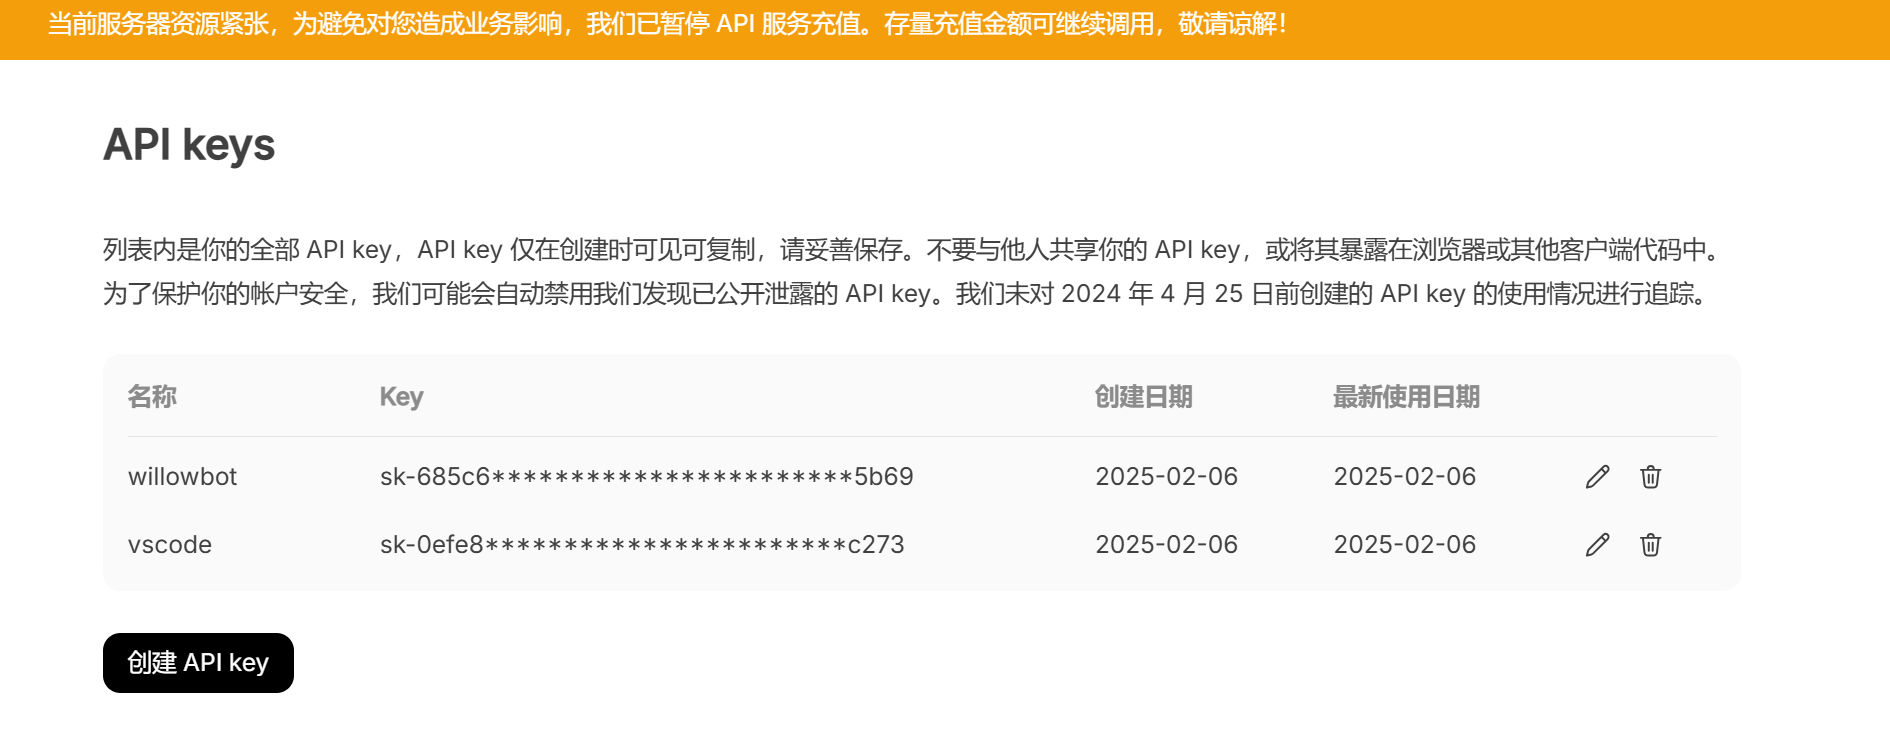 当前服务器资源紧张，为避免对您造成业务影响，我们已暂停 API 服务充值。存量充值金额可继续调用，敬请谅解！
API keys
列表内是你的全部 API key，API key 仅在创建时可见可复制，请妥善保存。不要与他人共享你的 API key，或将其暴露在浏览器或其他客户端代码中。
为了保护你的帐户安全，我们可能会自动禁用我们发现已公开泄露的 API key。我们未对 2024 年 4 月 25 日前创建的 API key 的使用情况进行追踪。
名称 Key 创建日期 最新使用日期
willowbot sk-685c6***********************5b69 2025-02-06 2025-02-06
vscode sk-0efe8***********************c273 2025-02-06 2025-02-06
创建 API key